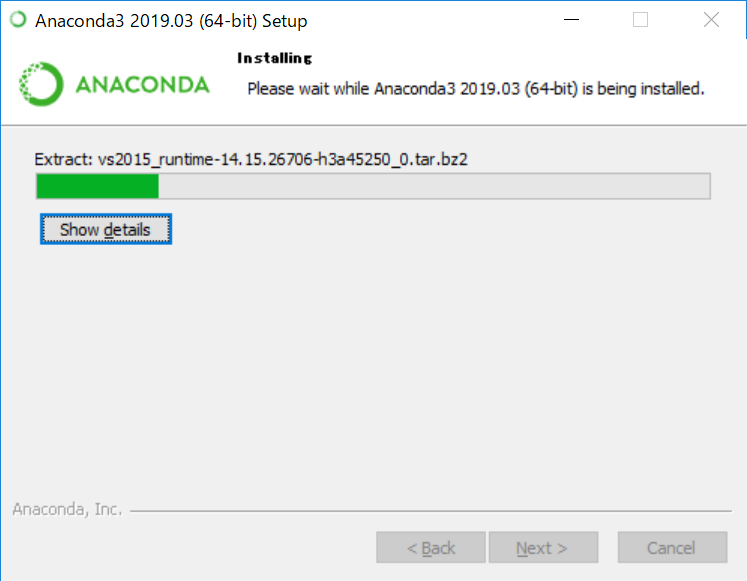 Anaconda3 2019.03 (64-bit) Setup
Installing
ANACONDA
Please wait while Anaconda3 2019.03 (64-bit) is being installed.
Extract: vs2015_runtime-14.15.26706-h3a45250_0.tar.bz2
Show details
Anaconda, Inc.
< Back Next > Cancel